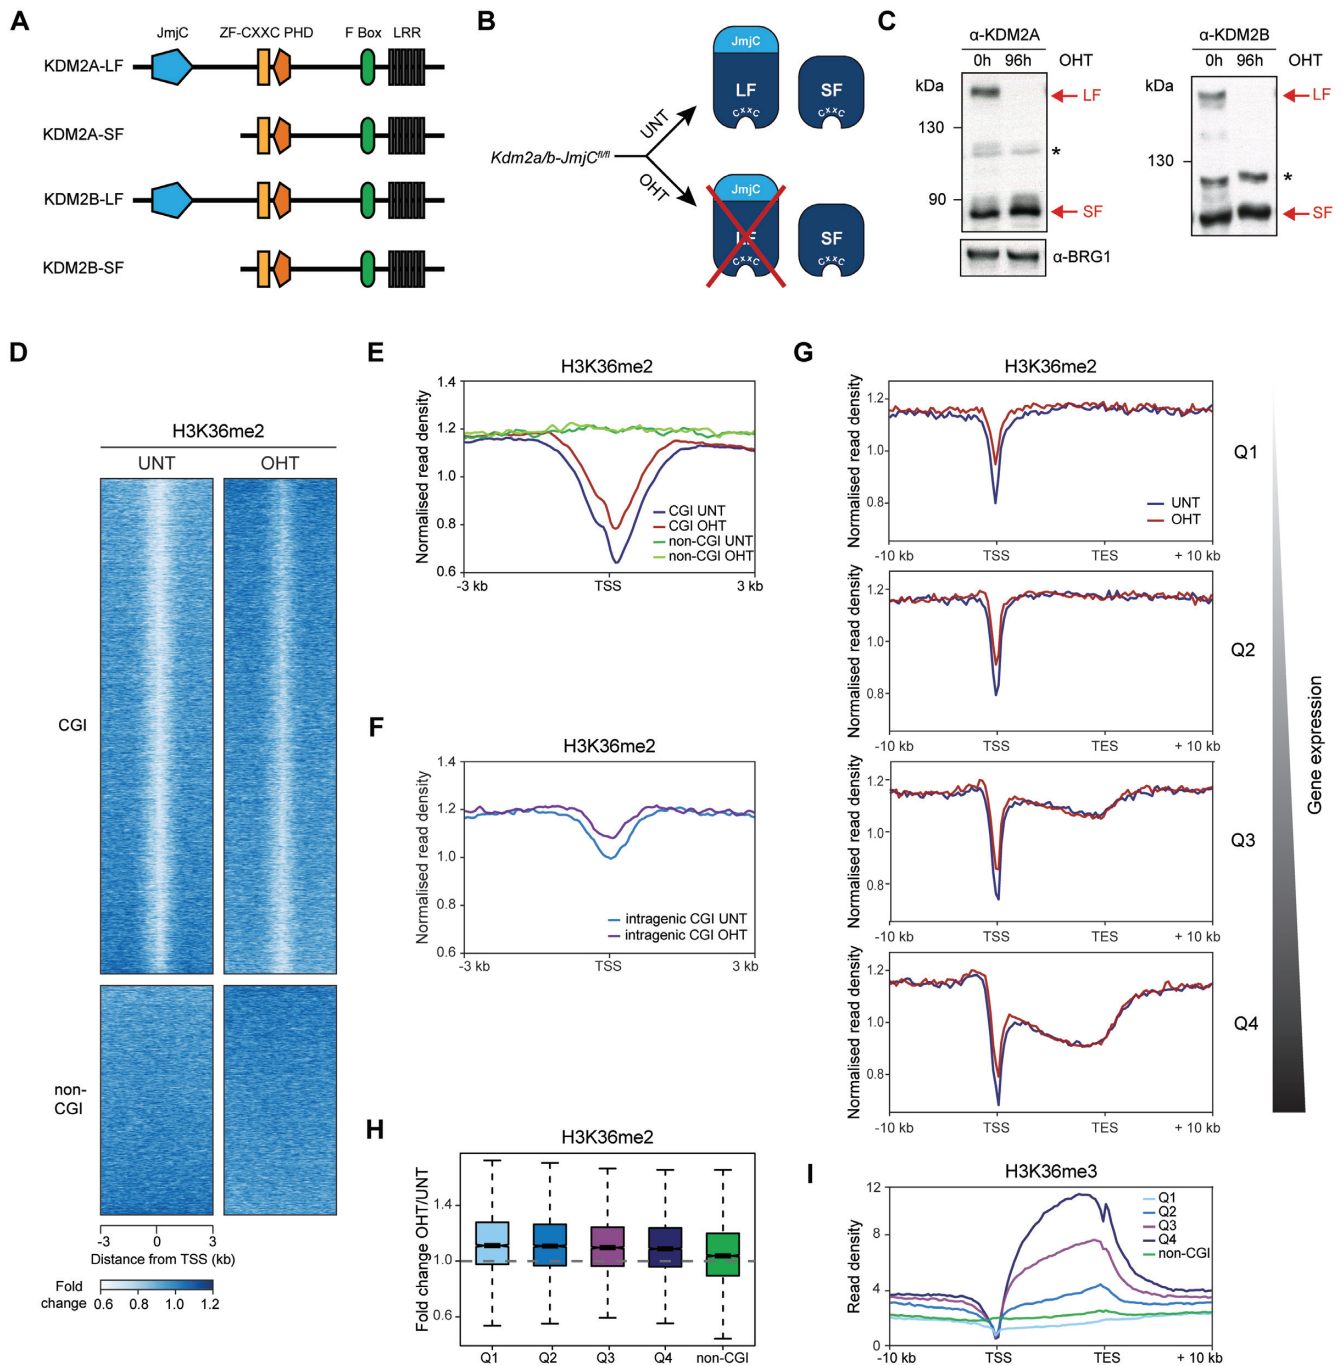 A
JmjC ZF-CXXC PHD F Box LRR
KDM2A-LF
KDM2A-SF
KDM2B-LF
KDM2B-SF
B
Kdm2a/b-JmjCfl/fl
UNT
OHT
JmjC
LF
CXXC
SF
CXXC
JmjC
LF
CXXC
SF
CXXC
C
α-KDM2A
0h 96h OHT
kDa
130
90
LF
*
SF
α-BRG1
α-KDM2B
0h 96h OHT
kDa
130
LF
*
SF
D
H3K36me2
UNT OHT
CGI
non-
CGI
-3 0 3
Distance from TSS (kb)
Fold
change
0.6 0.8 1.0 1.2
E
H3K36me2
Normalised read density
1.4
1.2
1.0
0.8
0.6
CGI UNT
CGI OHT
non-CGI UNT
non-CGI OHT
-3 kb TSS 3 kb
F
H3K36me2
Normalised read density
1.4
1.2
1.0
0.8
0.6
intragenic CGI UNT
intragenic CGI OHT
-3 kb TSS 3 kb
G
H3K36me2
Normalised read density
1.2
1.0
0.8
UNT
OHT
-10 kb TSS TES + 10 kb
Q1
Normalised read density
1.2
1.0
0.8
-10 kb TSS TES + 10 kb
Q2
Normalised read density
1.2
1.0
0.8
-10 kb TSS TES + 10 kb
Q3
Normalised read density
1.2
1.0
0.8
-10 kb TSS TES + 10 kb
Q4
Gene expression
H
H3K36me2
Fold change OHT/UNT
1.4
1.0
0.6
Q1 Q2 Q3 Q4 non-CGI
I
H3K36me3
Read density
12
8
4
0
Q1
Q2
Q3
Q4
non-CGI
-10 kb TSS TES + 10 kb